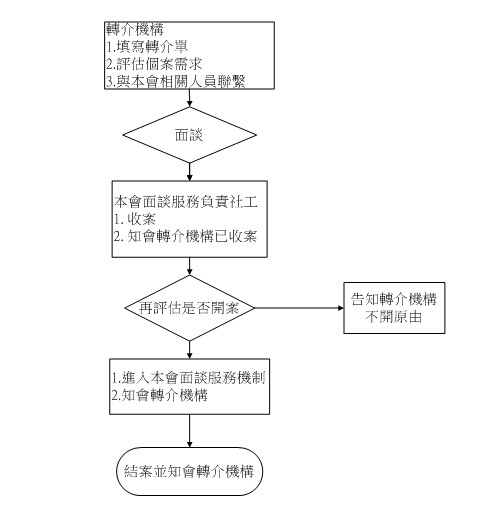 轉介機構
1.填寫轉介單
2.評估個案需求
3.與本會相關人員聯繫
面談
本會面談服務負責社工
1. 收案
2. 知會轉介機構已收案
再評估是否開案
告知轉介機構
不開原由
1.進入本會面談服務機制
2.知會轉介機構
結案並知會轉介機構